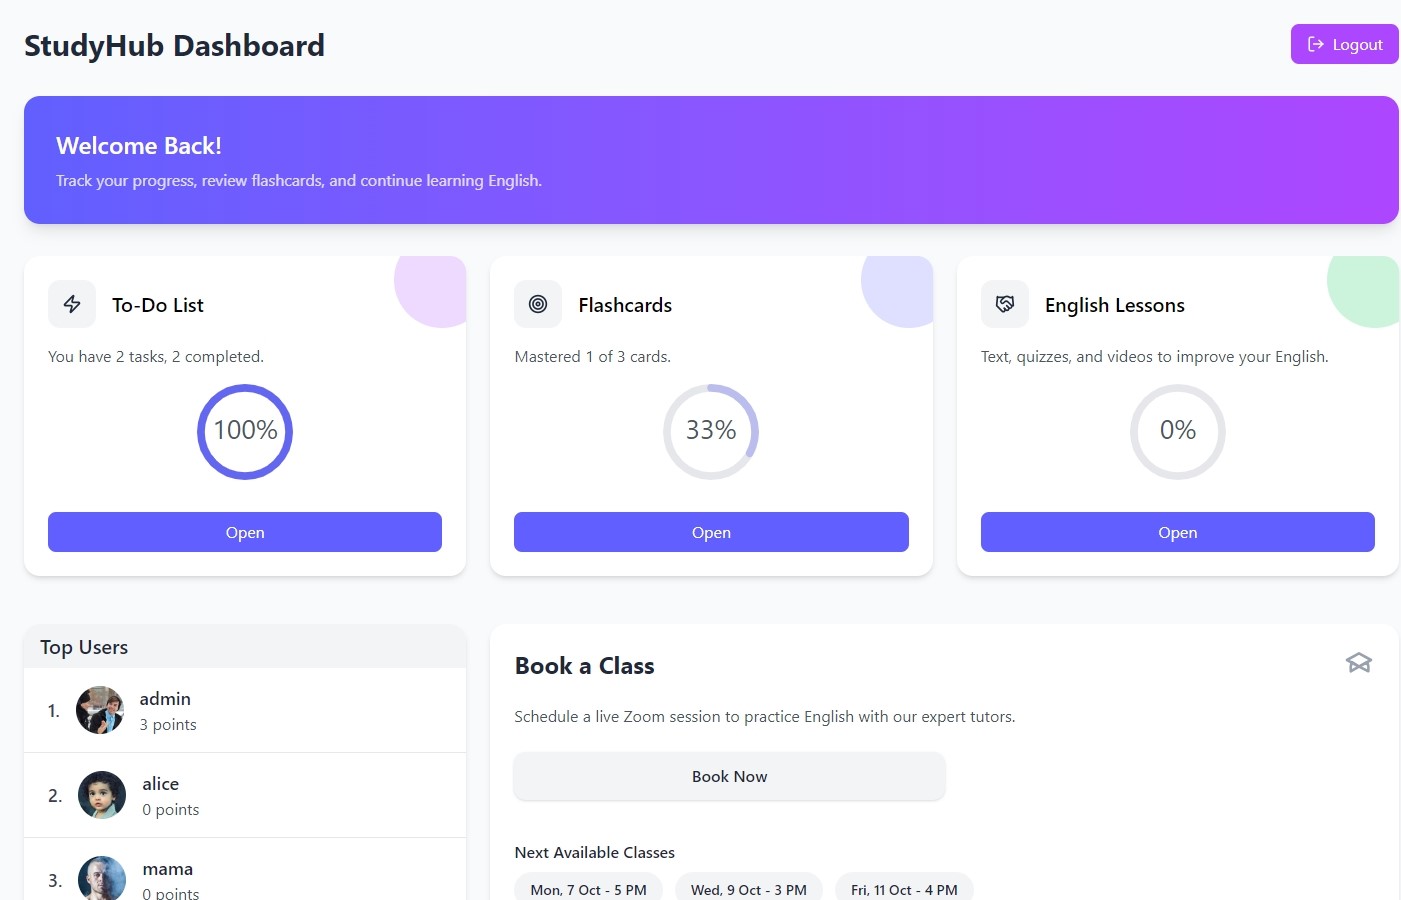 StudyHub Dashboard
Logout
Welcome Back!
Track your progress, review flashcards, and continue learning English.
To-Do List
You have 2 tasks, 2 completed.
100%
Open
Flashcards
Mastered 1 of 3 cards.
33%
Open
English Lessons
Text, quizzes, and videos to improve your English.
0%
Open
Top Users
1.
admin
3 points
2.
alice
0 points
3.
mama
0 points
Book a Class
Schedule a live Zoom session to practice English with our expert tutors.
Book Now
Next Available Classes
Mon, 7 Oct - 5 PM
Wed, 9 Oct - 3 PM
Fri, 11 Oct - 4 PM